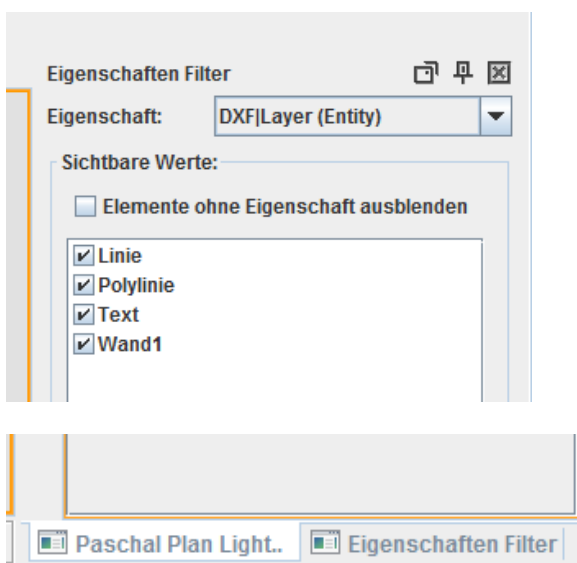 Eigenschaften Filter
Eigenschaft: DXF|Layer (Entity)
Sichtbare Werte:
Elemente ohne Eigenschaft ausblenden
Linie
Polylinie
Text
Wand1
Paschal Plan Light.. Eigenschaften Filter